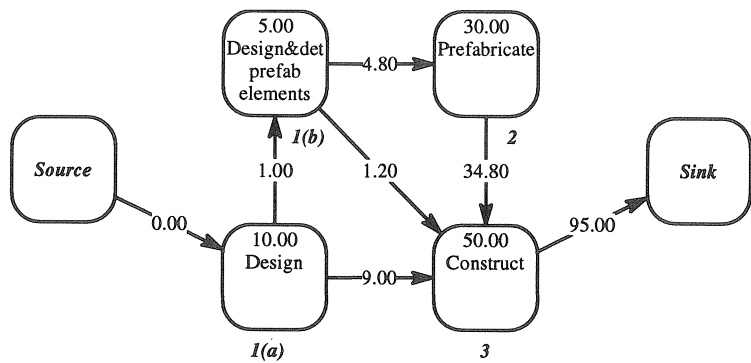 5.00
Design&det
prefab
elements
1(b)
4.80
30.00
Prefabricate
2
Source
0.00
1.00
1.20
34.80
Sink
95.00
10.00
Design
1(a)
9.00
50.00
Construct
3